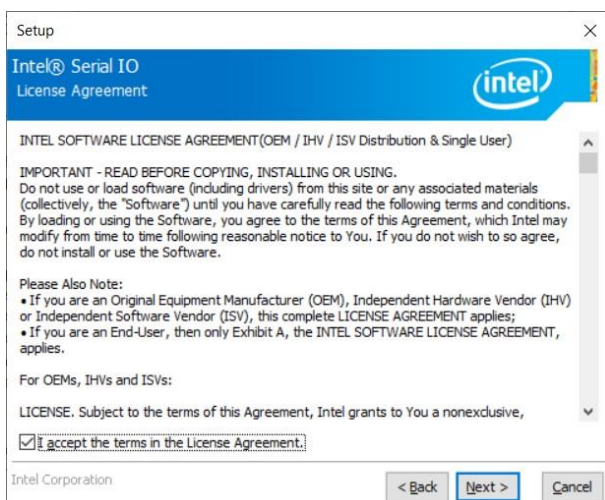 Setup
Intel® Serial IO
License Agreement
intel
INTEL SOFTWARE LICENSE AGREEMENT(OEM / IHV / ISV Distribution & Single User)
IMPORTANT - READ BEFORE COPYING, INSTALLING OR USING.
Do not use or load software (including drivers) from this site or any associated materials
(collectively, the "Software") until you have carefully read the following terms and conditions.
By loading or using the Software, you agree to the terms of this Agreement, which Intel may
modify from time to time following reasonable notice to You. If you do not wish to so agree,
do not install or use the Software.
Please Also Note:
• If you are an Original Equipment Manufacturer (OEM), Independent Hardware Vendor (IHV)
or Independent Software Vendor (ISV), this complete LICENSE AGREEMENT applies;
• If you are an End-User, then only Exhibit A, the INTEL SOFTWARE LICENSE AGREEMENT,
applies.
For OEMs, IHVs and ISVs:
LICENSE. Subject to the terms of this Agreement, Intel grants to You a nonexclusive,
I accept the terms in the License Agreement.
Intel Corporation
< Back Next > Cancel